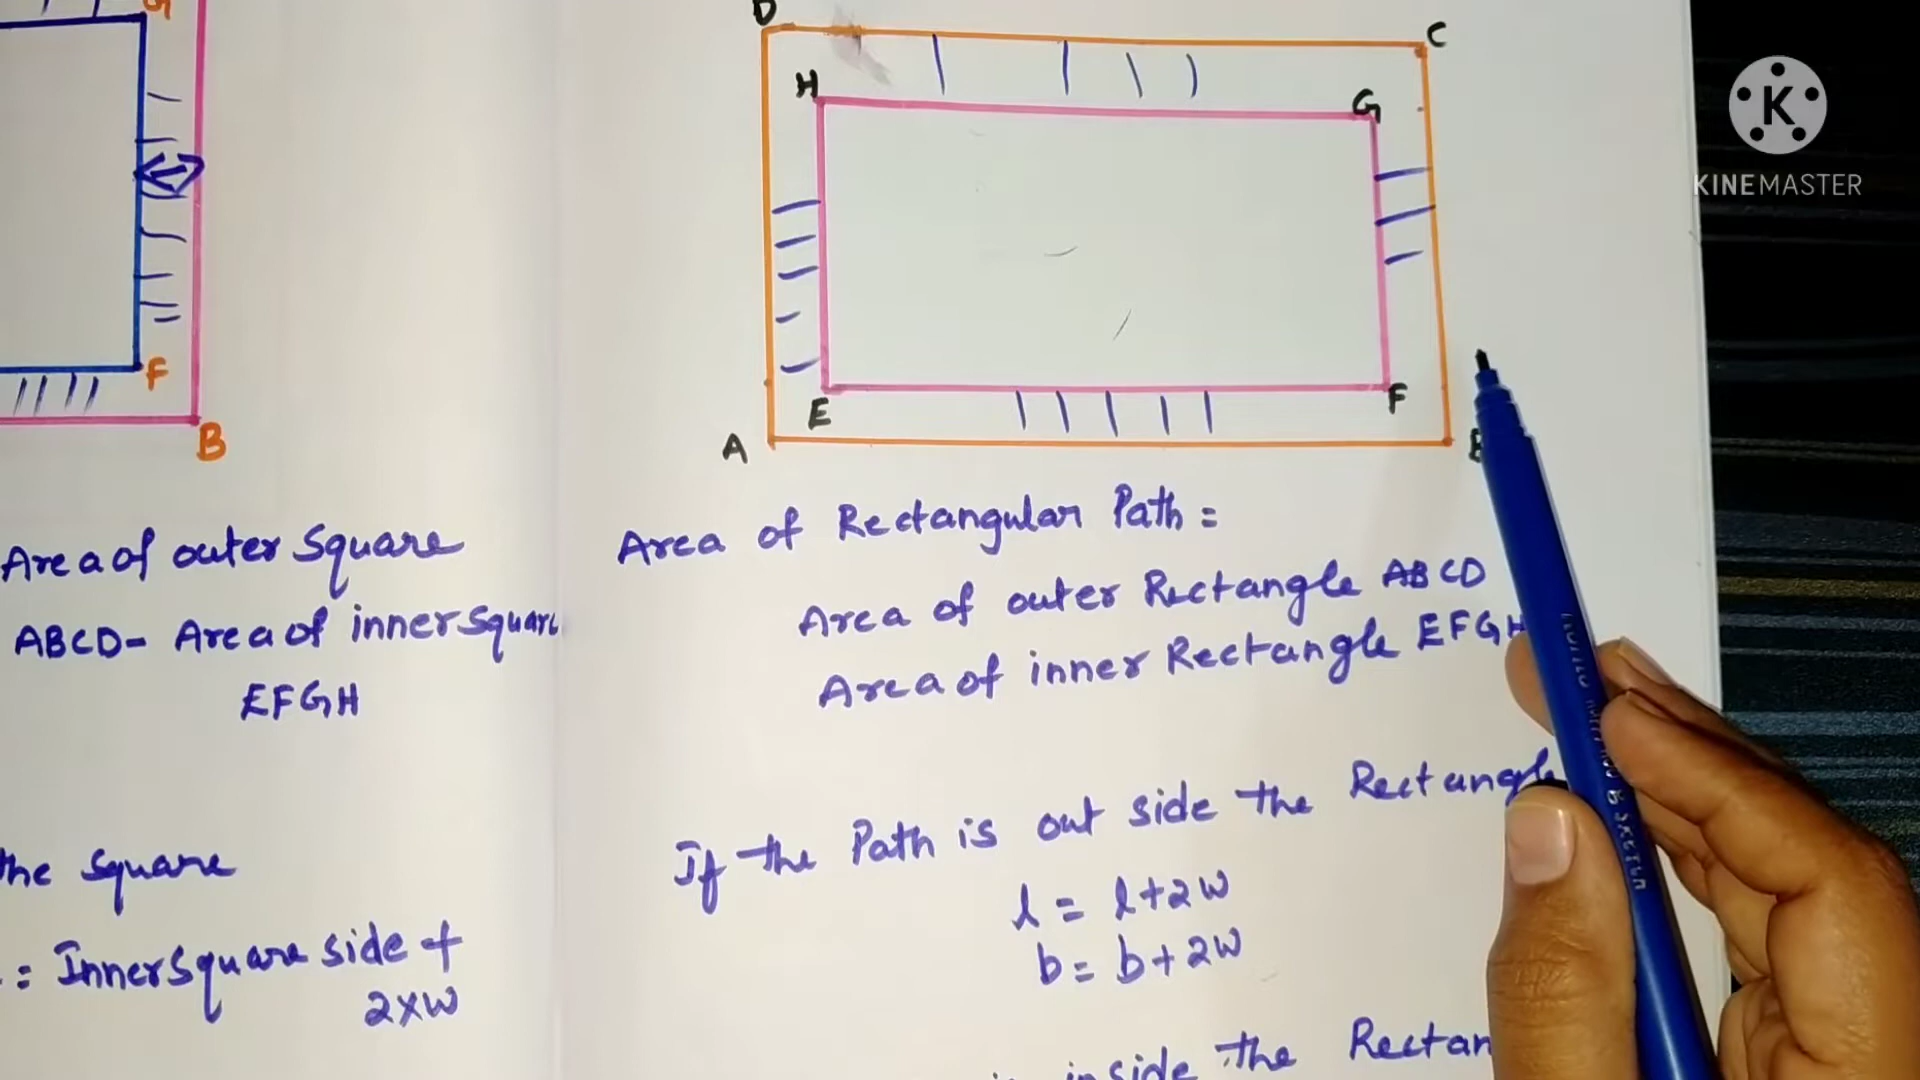 G
F
B
Area of outer Square
ABCD- Area of inner square
EFGH
the square
= Inner square side +
2xw
D
C
H
G
E
F
A
Area of Rectangular Path =
Area of outer Rectangle ABCD
Area of inner Rectangle EFGH
If the Path is out side the Rectangle
l = l+2w
b = b+2w
inside the Rectan
K
KINEMASTER